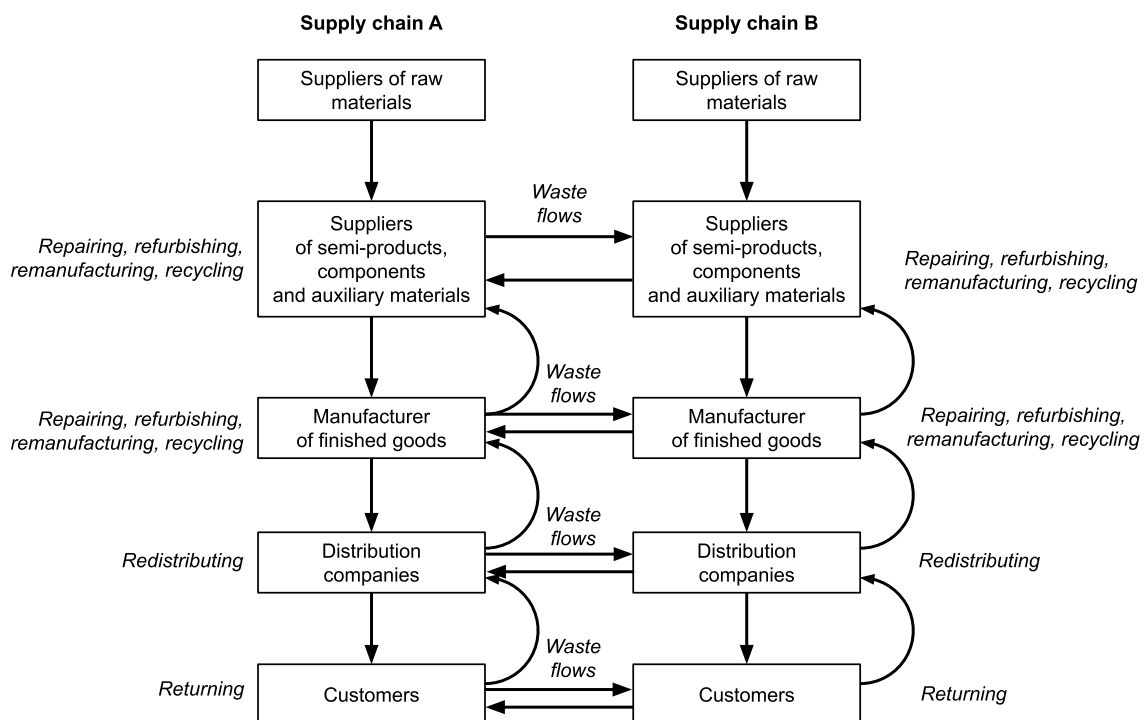 Supply chain A
Supply chain B
Suppliers of raw
materials
Suppliers of raw
materials
Waste
flows
Repairing, refurbishing,
remanufacturing, recycling
Suppliers
of semi-products,
components
and auxiliary materials
Suppliers
of semi-products,
components
and auxiliary materials
Repairing, refurbishing,
remanufacturing, recycling
Waste
flows
Repairing, refurbishing,
remanufacturing, recycling
Manufacturer
of finished goods
Manufacturer
of finished goods
Repairing, refurbishing,
remanufacturing, recycling
Waste
flows
Redistributing
Distribution
companies
Distribution
companies
Redistributing
Waste
flows
Returning
Customers
Customers
Returning